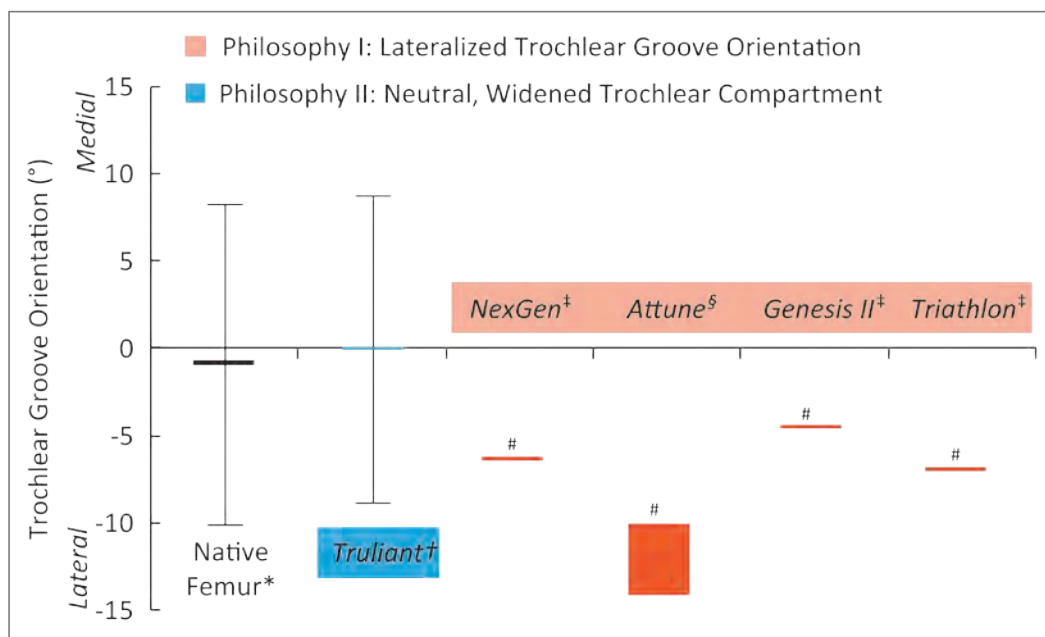 Philosophy I: Lateralized Trochlear Groove Orientation
Philosophy II: Neutral, Widened Trochlear Compartment
Trochlear Groove Orientation (°)
Medial
Lateral
15
10
5
0
-5
-10
-15
NexGen‡
Attune§
Genesis II‡
Triathlon‡
#
#
#
#
Native
Femur*
Truliant†